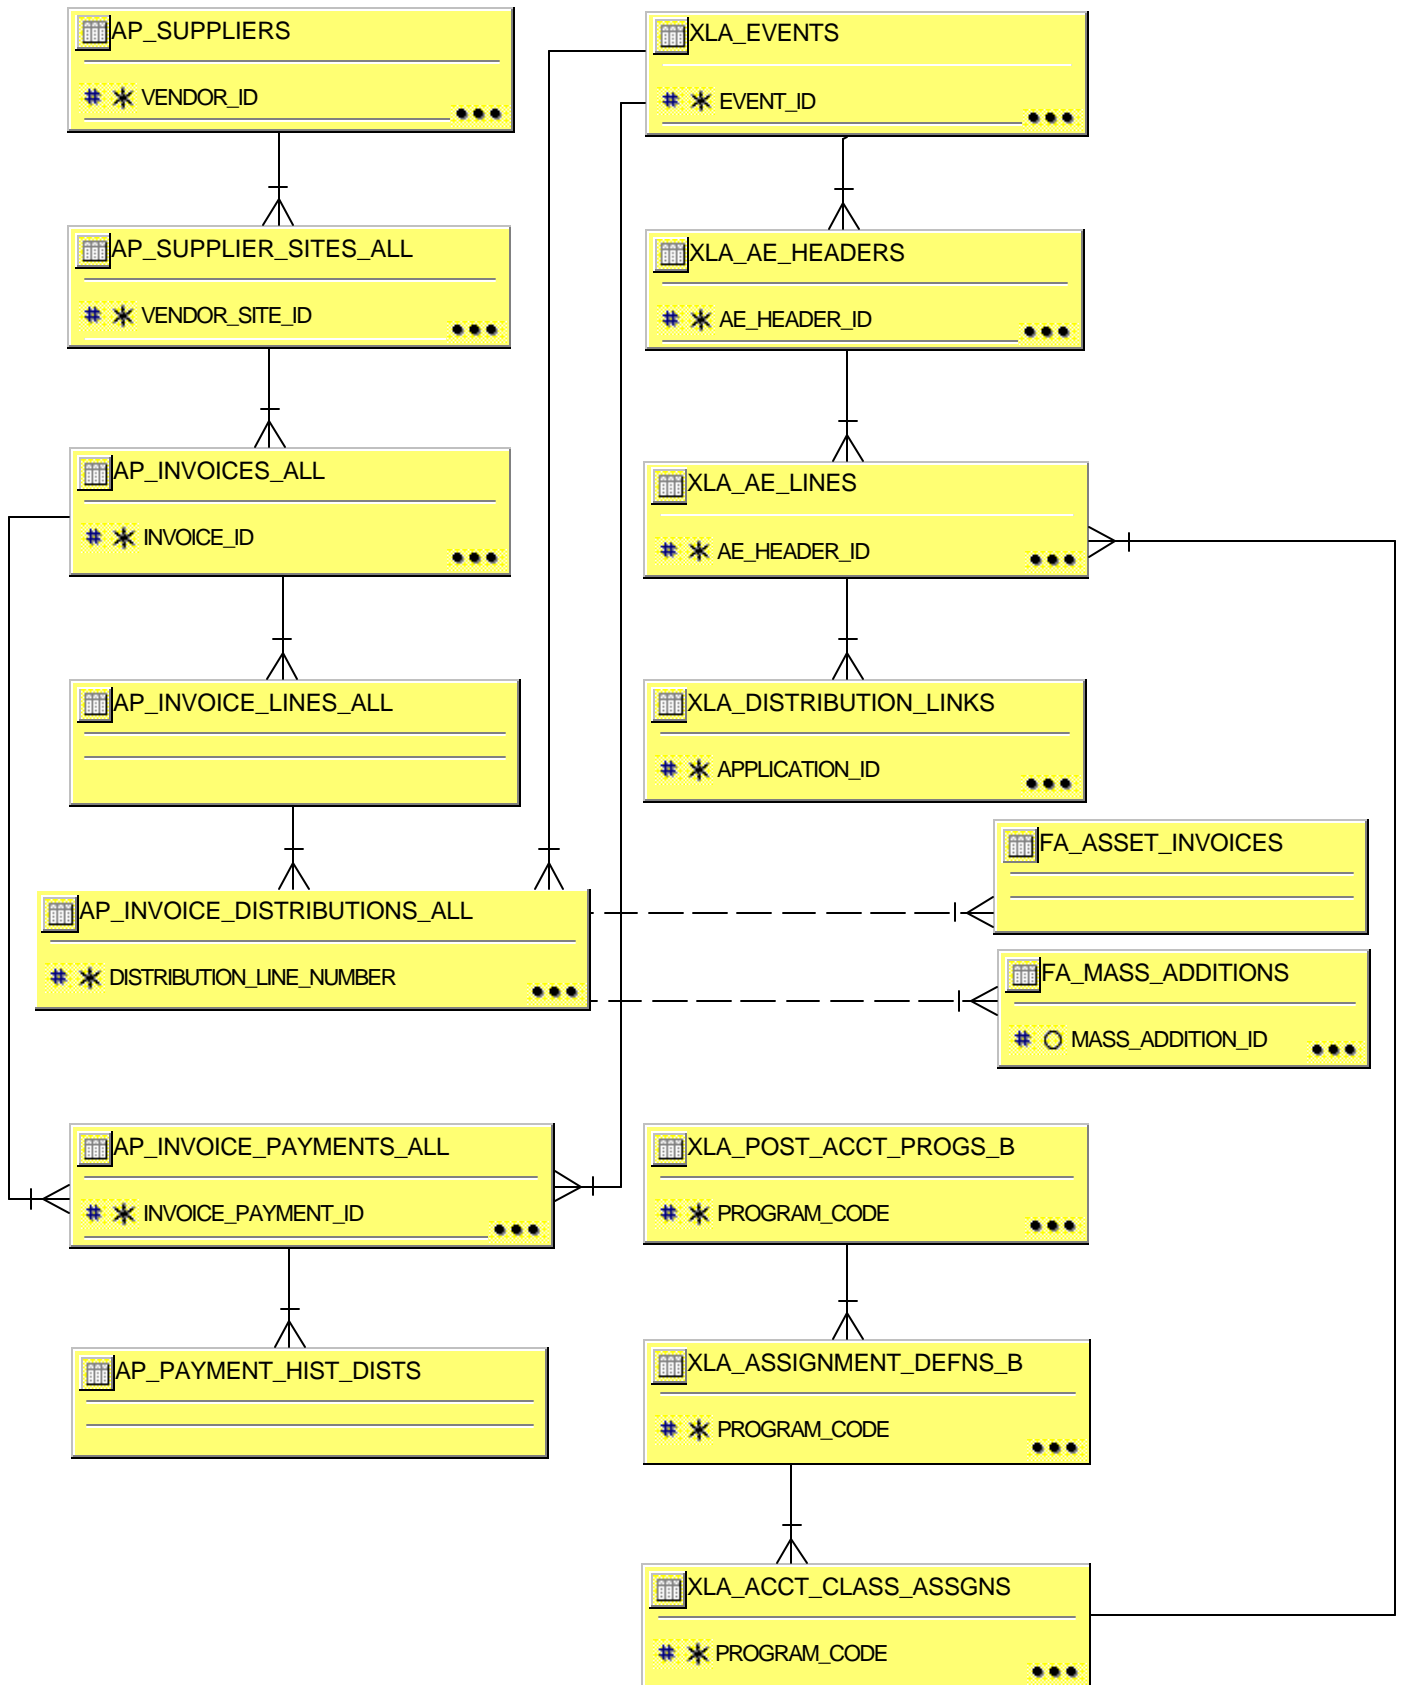 AP_SUPPLIERS
# * VENDOR_ID
AP_SUPPLIER_SITES_ALL
# * VENDOR_SITE_ID
AP_INVOICES_ALL
# * INVOICE_ID
AP_INVOICE_LINES_ALL
AP_INVOICE_DISTRIBUTIONS_ALL
# * DISTRIBUTION_LINE_NUMBER
AP_INVOICE_PAYMENTS_ALL
# * INVOICE_PAYMENT_ID
AP_PAYMENT_HIST_DISTS
XLA_EVENTS
# * EVENT_ID
XLA_AE_HEADERS
# * AE_HEADER_ID
XLA_AE_LINES
# * AE_HEADER_ID
XLA_DISTRIBUTION_LINKS
# * APPLICATION_ID
FA_ASSET_INVOICES
FA_MASS_ADDITIONS
# O MASS_ADDITION_ID
XLA_POST_ACCT_PROGS_B
# * PROGRAM_CODE
XLA_ASSIGNMENT_DEFNS_B
# * PROGRAM_CODE
XLA_ACCT_CLASS_ASSGNS
# * PROGRAM_CODE